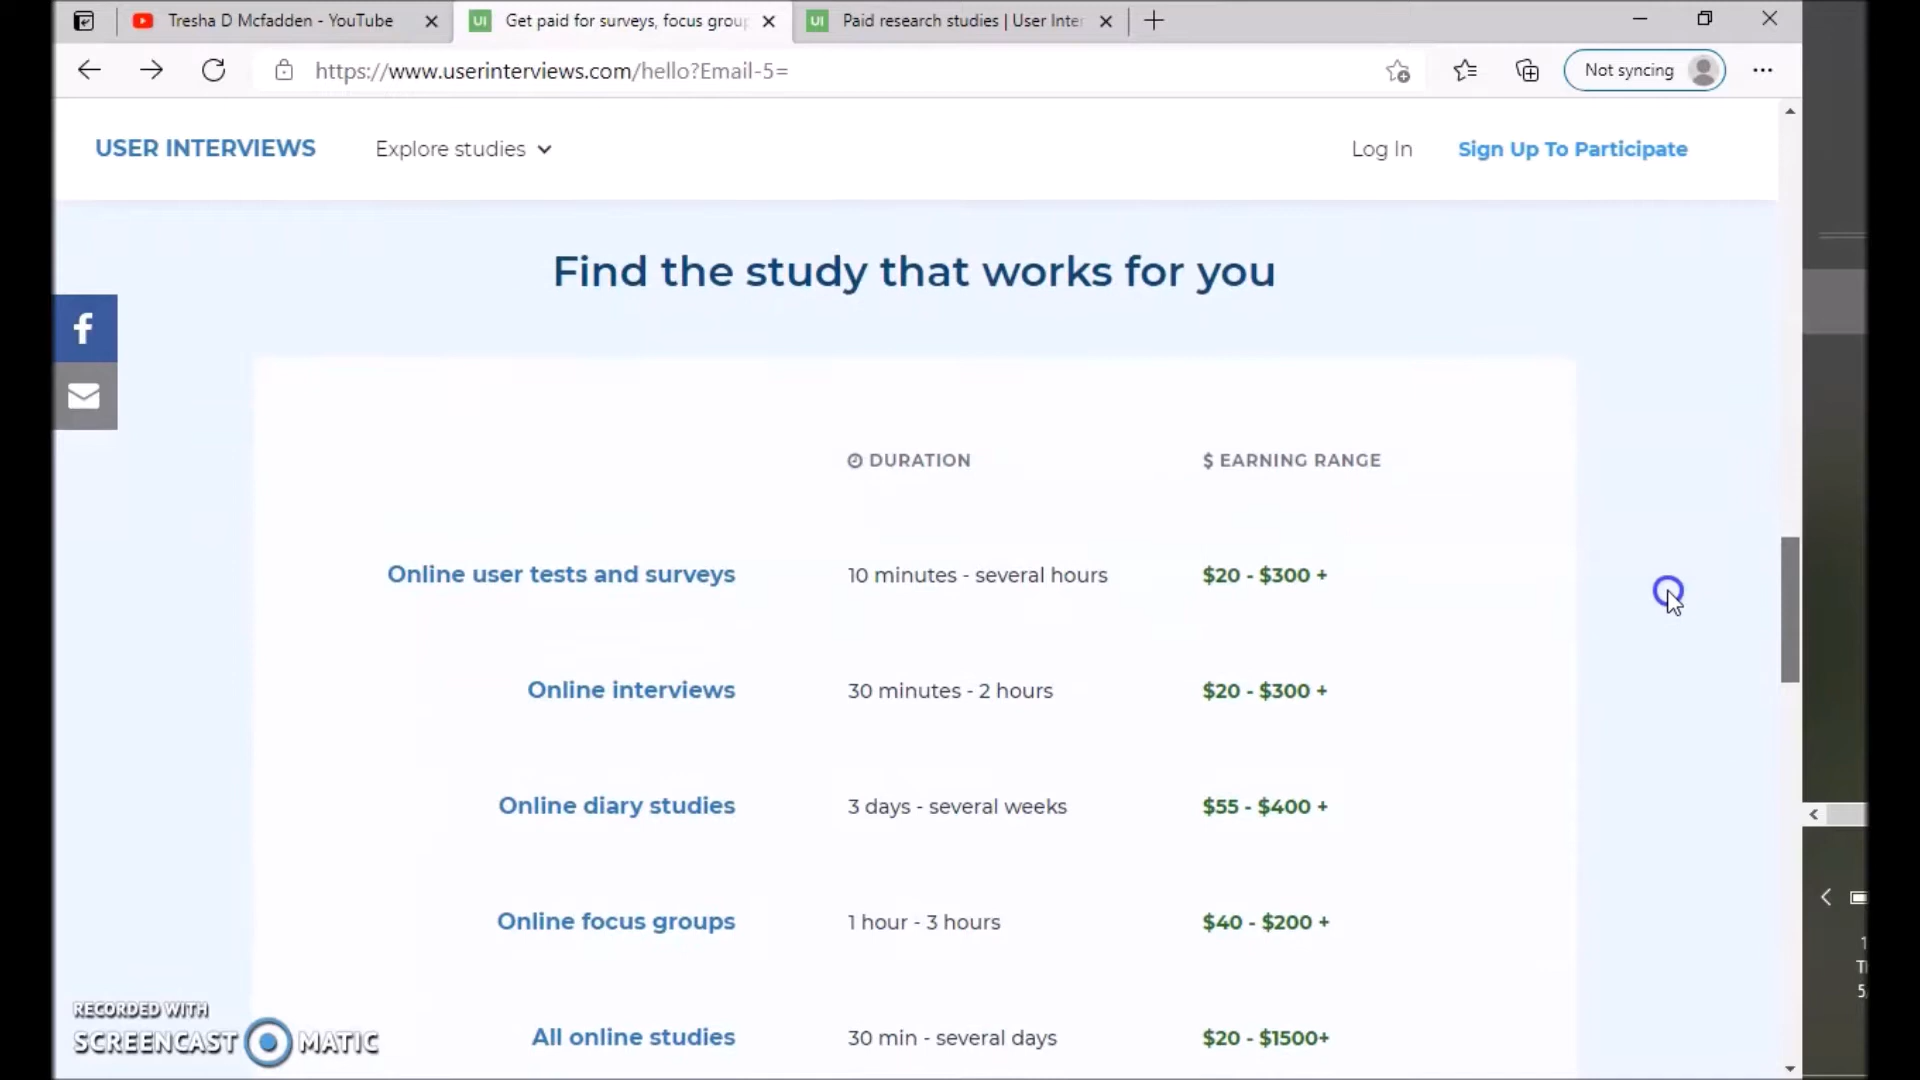 Tresha D Mcfadden - YouTube
UI Get paid for surveys, focus grou
UI Paid research studies | User Inter
https://www.userinterviews.com/hello?Email-5=
Not syncing
USER INTERVIEWS
Explore studies
Log In
Sign Up To Participate
Find the study that works for you
f
DURATION
$ EARNING RANGE
Online user tests and surveys
10 minutes - several hours
$20 - $300 +
Online interviews
30 minutes - 2 hours
$20 - $300 +
Online diary studies
3 days - several weeks
$55 - $400 +
Online focus groups
1 hour - 3 hours
$40 - $200 +
All online studies
30 min - several days
$20 - $1500+
RECORDED WITH
SCREENCAST MATIC